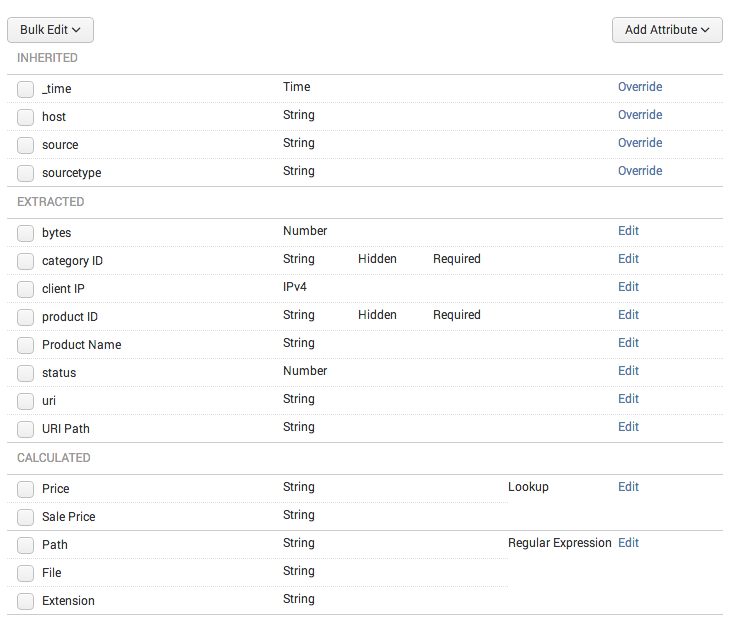 Bulk Edit Add Attribute
INHERITED
_time Time Override
host String Override
source String Override
sourcetype String Override
EXTRACTED
bytes Number Edit
category ID String Hidden Required Edit
client IP IPv4 Edit
product ID String Hidden Required Edit
Product Name String Edit
status Number Edit
uri String Edit
URI Path String Edit
CALCULATED
Price String Lookup Edit
Sale Price String
Path String Regular Expression Edit
File String
Extension String